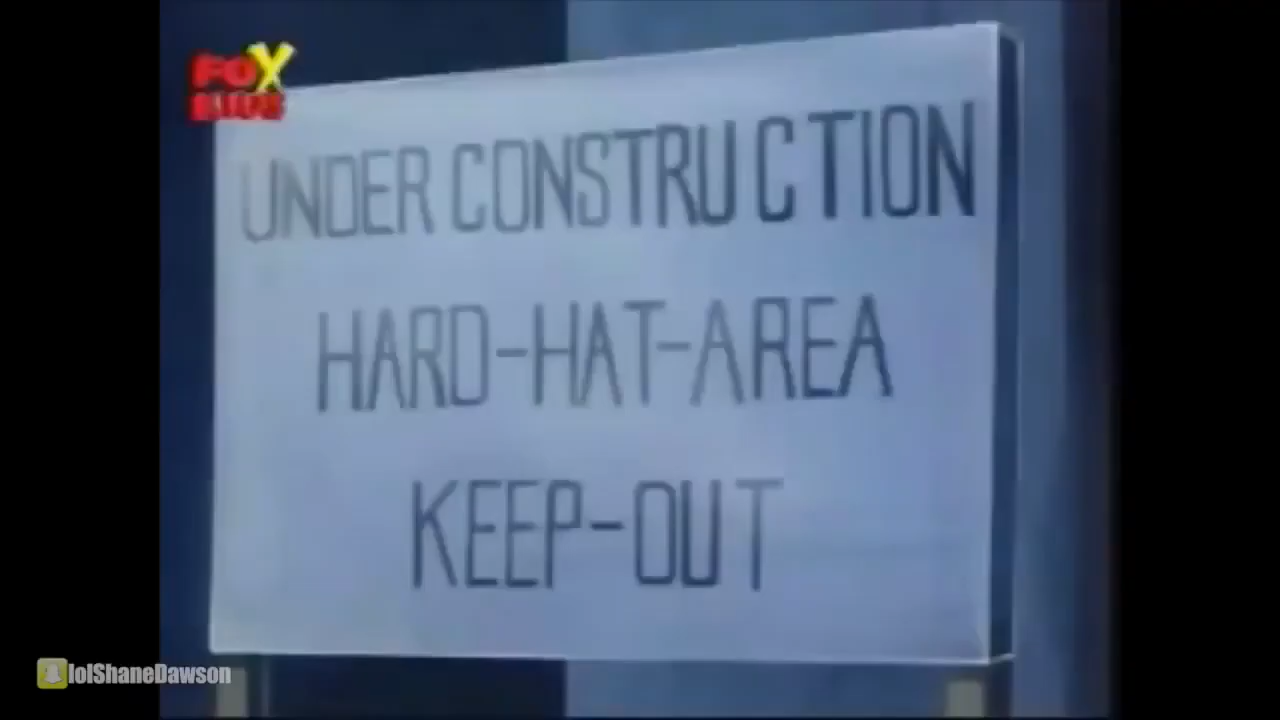 FOX
KIDS
UNDER CONSTRUCTION
HARD-HAT-AREA
KEEP-OUT
lolShaneDawson